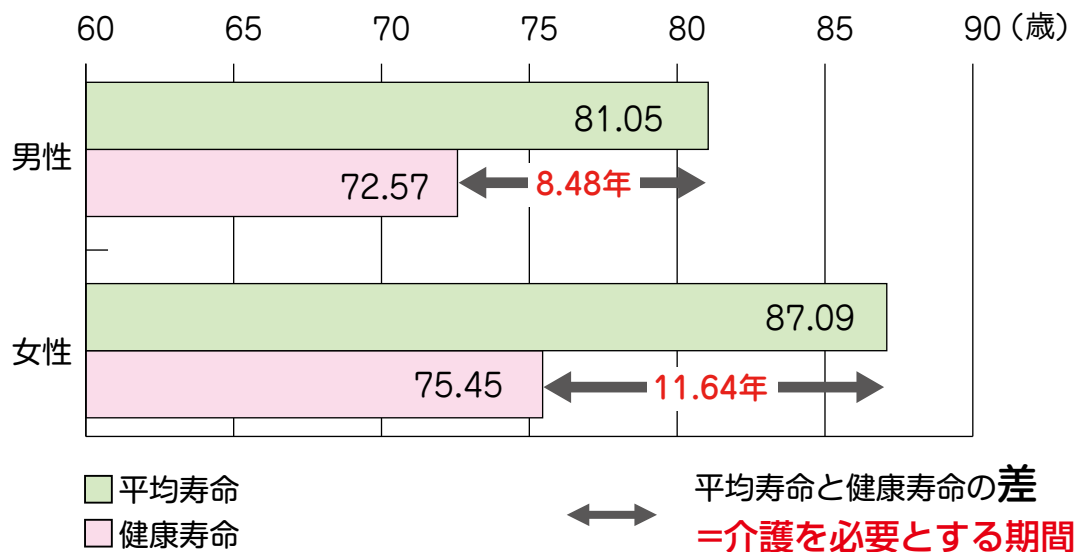 60 65 70 75 80 85 90（歳）
男性
81.05
72.57
8.48年
女性
87.09
75.45
11.64年
平均寿命
健康寿命
平均寿命と健康寿命の差
=介護を必要とする期間